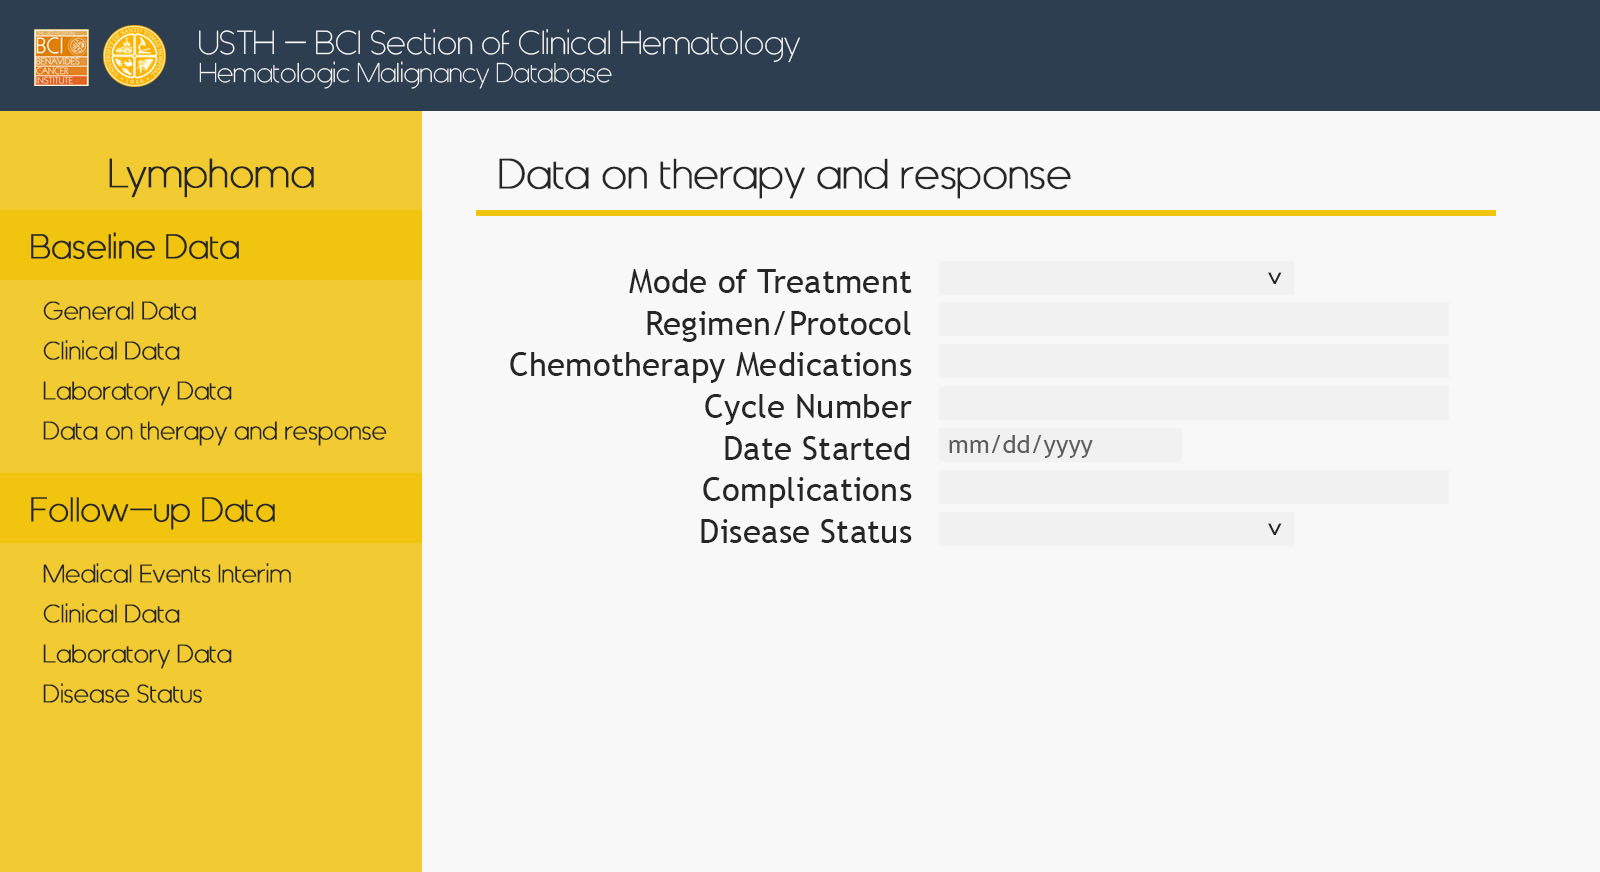 BCI
BENAVIDES
CANCER
INSTITUTE
USTH – BCI Section of Clinical Hematology
Hematologic Malignancy Database
Lymphoma
Baseline Data
General Data
Clinical Data
Laboratory Data
Data on therapy and response
Follow–up Data
Medical Events Interim
Clinical Data
Laboratory Data
Disease Status
Data on therapy and response
Mode of Treatment
Regimen/Protocol
Chemotherapy Medications
Cycle Number
Date Started mm/dd/yyyy
Complications
Disease Status